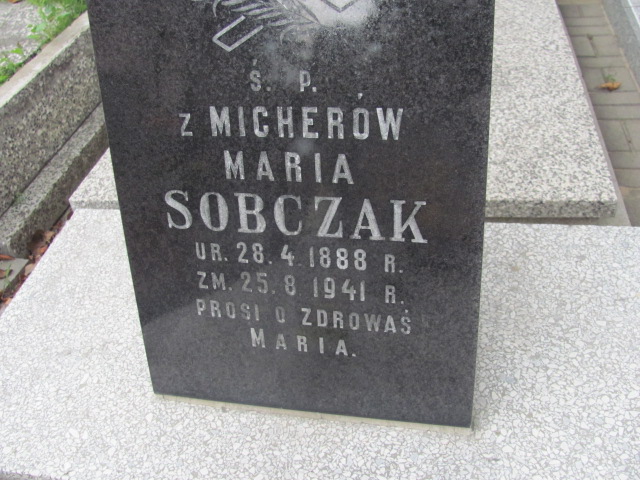 Ś. P.
Z MICHERÓW
MARIA
SOBCZAK
UR. 28. 4. 1888 R.
ZM. 25. 8 1941 R.
PROSI O ZDROWAŚ
MARIA.